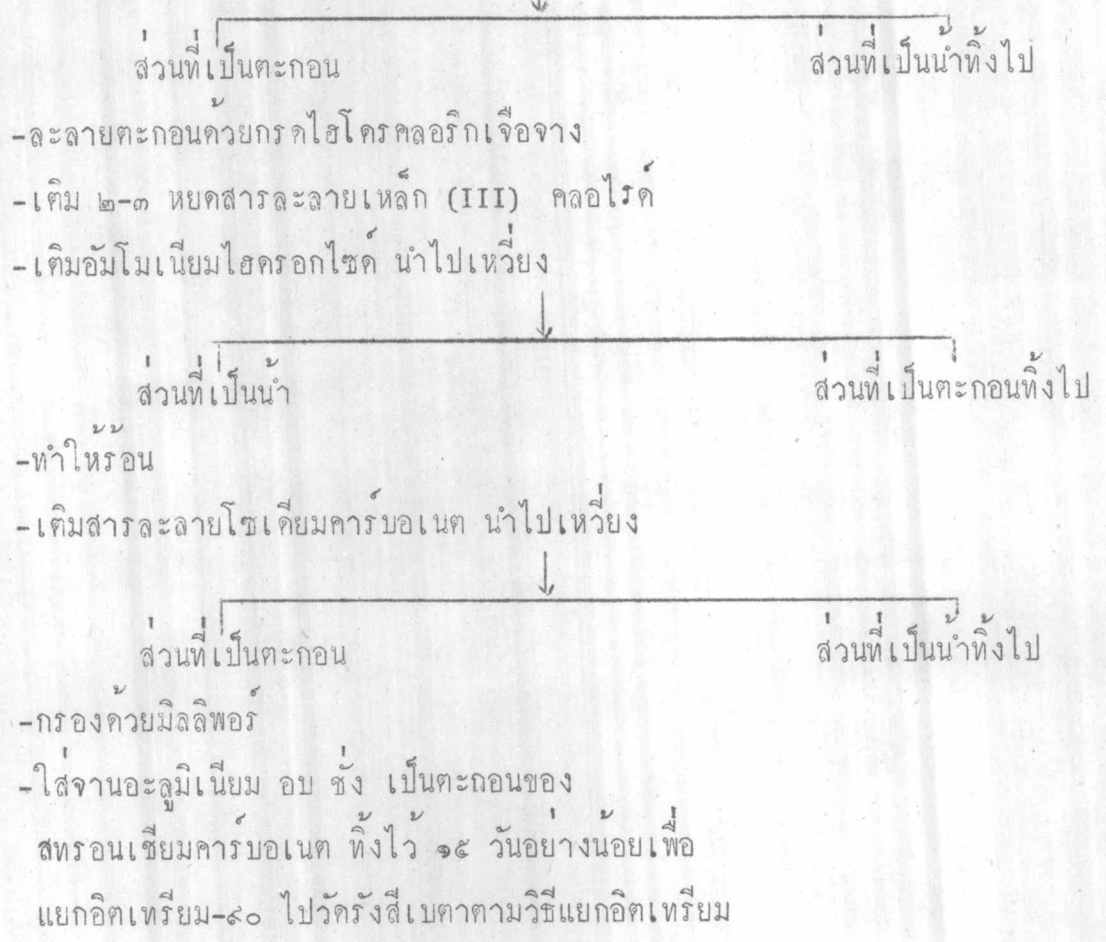 ส่วนที่เป็นตะกอน ส่วนที่เป็นน้ำทิ้งไป
-ละลายตะกอนด้วยกรดไฮโดรคลอริกเจือจาง
-เติม ๒-๓ หยดสารละลายเหล็ก (III) คลอไรด์
-เติมอัมโมเนียมไฮดรอกไซด์ นำไปเหวี่ยง
ส่วนที่เป็นน้ำ ส่วนที่เป็นตะกอนทิ้งไป
-ทำให้ร้อน
-เติมสารละลายโซเดียมคาร์บอเนต นำไปเหวี่ยง
ส่วนที่เป็นตะกอน ส่วนที่เป็นน้ำทิ้งไป
-กรองด้วยมิลลิพอร์
-ใส่จานอะลูมิเนียม อบ ชั่ง เป็นตะกอนของ
สทรอนเชียมคาร์บอเนต ทิ้งไว้ ๑๕ วันอย่างน้อยเพื่อ
แยกอิตเทรียม-๙๐ ไปวัดรังสีเบตาตามวิธีแยกอิตเทรียม